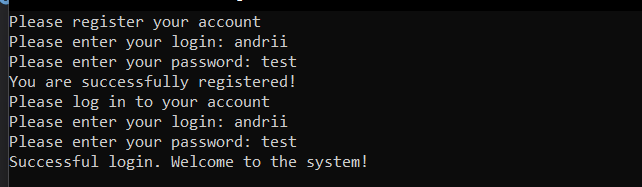 Please register your account
Please enter your login: andrii
Please enter your password: test
You are successfully registered!
Please log in to your account
Please enter your login: andrii
Please enter your password: test
Successful login. Welcome to the system!